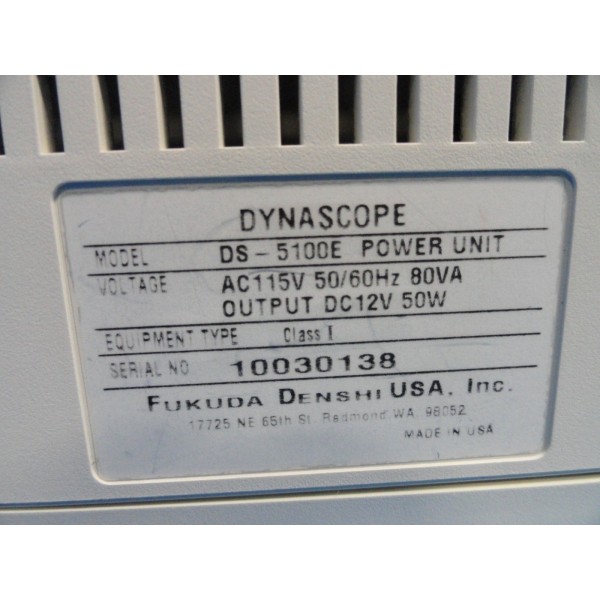 DYNASCOPE
MODEL DS-5100E POWER UNIT
VOLTAGE AC115V 50/60Hz 80VA
OUTPUT DC12V 50W
EQUIPMENT TYPE Class I
SERIAL NO 10030138
FUKUDA DENSHI USA, Inc.
17725 NE 65th St. Redmond, WA. 98052
MADE IN USA